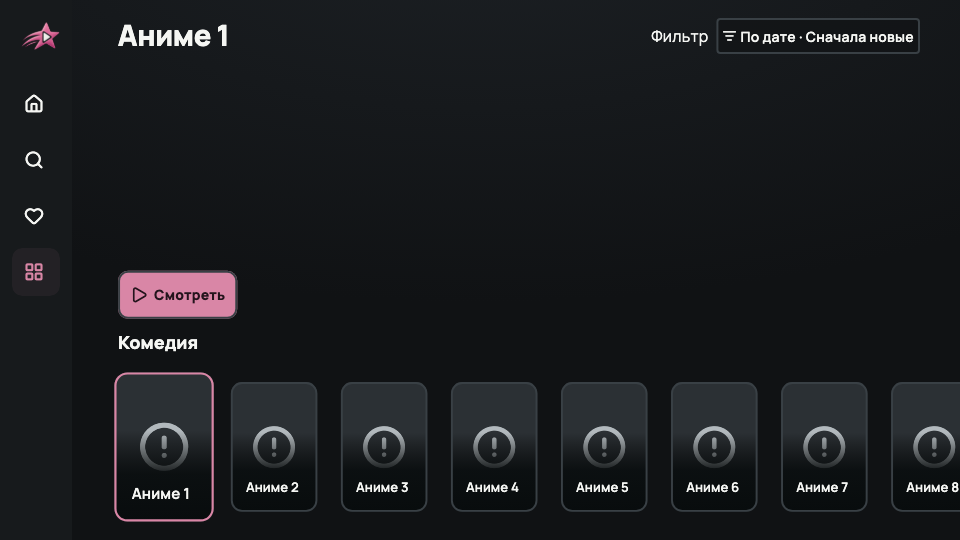 Аниме 1
Фильтр
По дате · Сначала новые
Смотреть
Комедия
Аниме 1
Аниме 2
Аниме 3
Аниме 4
Аниме 5
Аниме 6
Аниме 7
Аниме 8